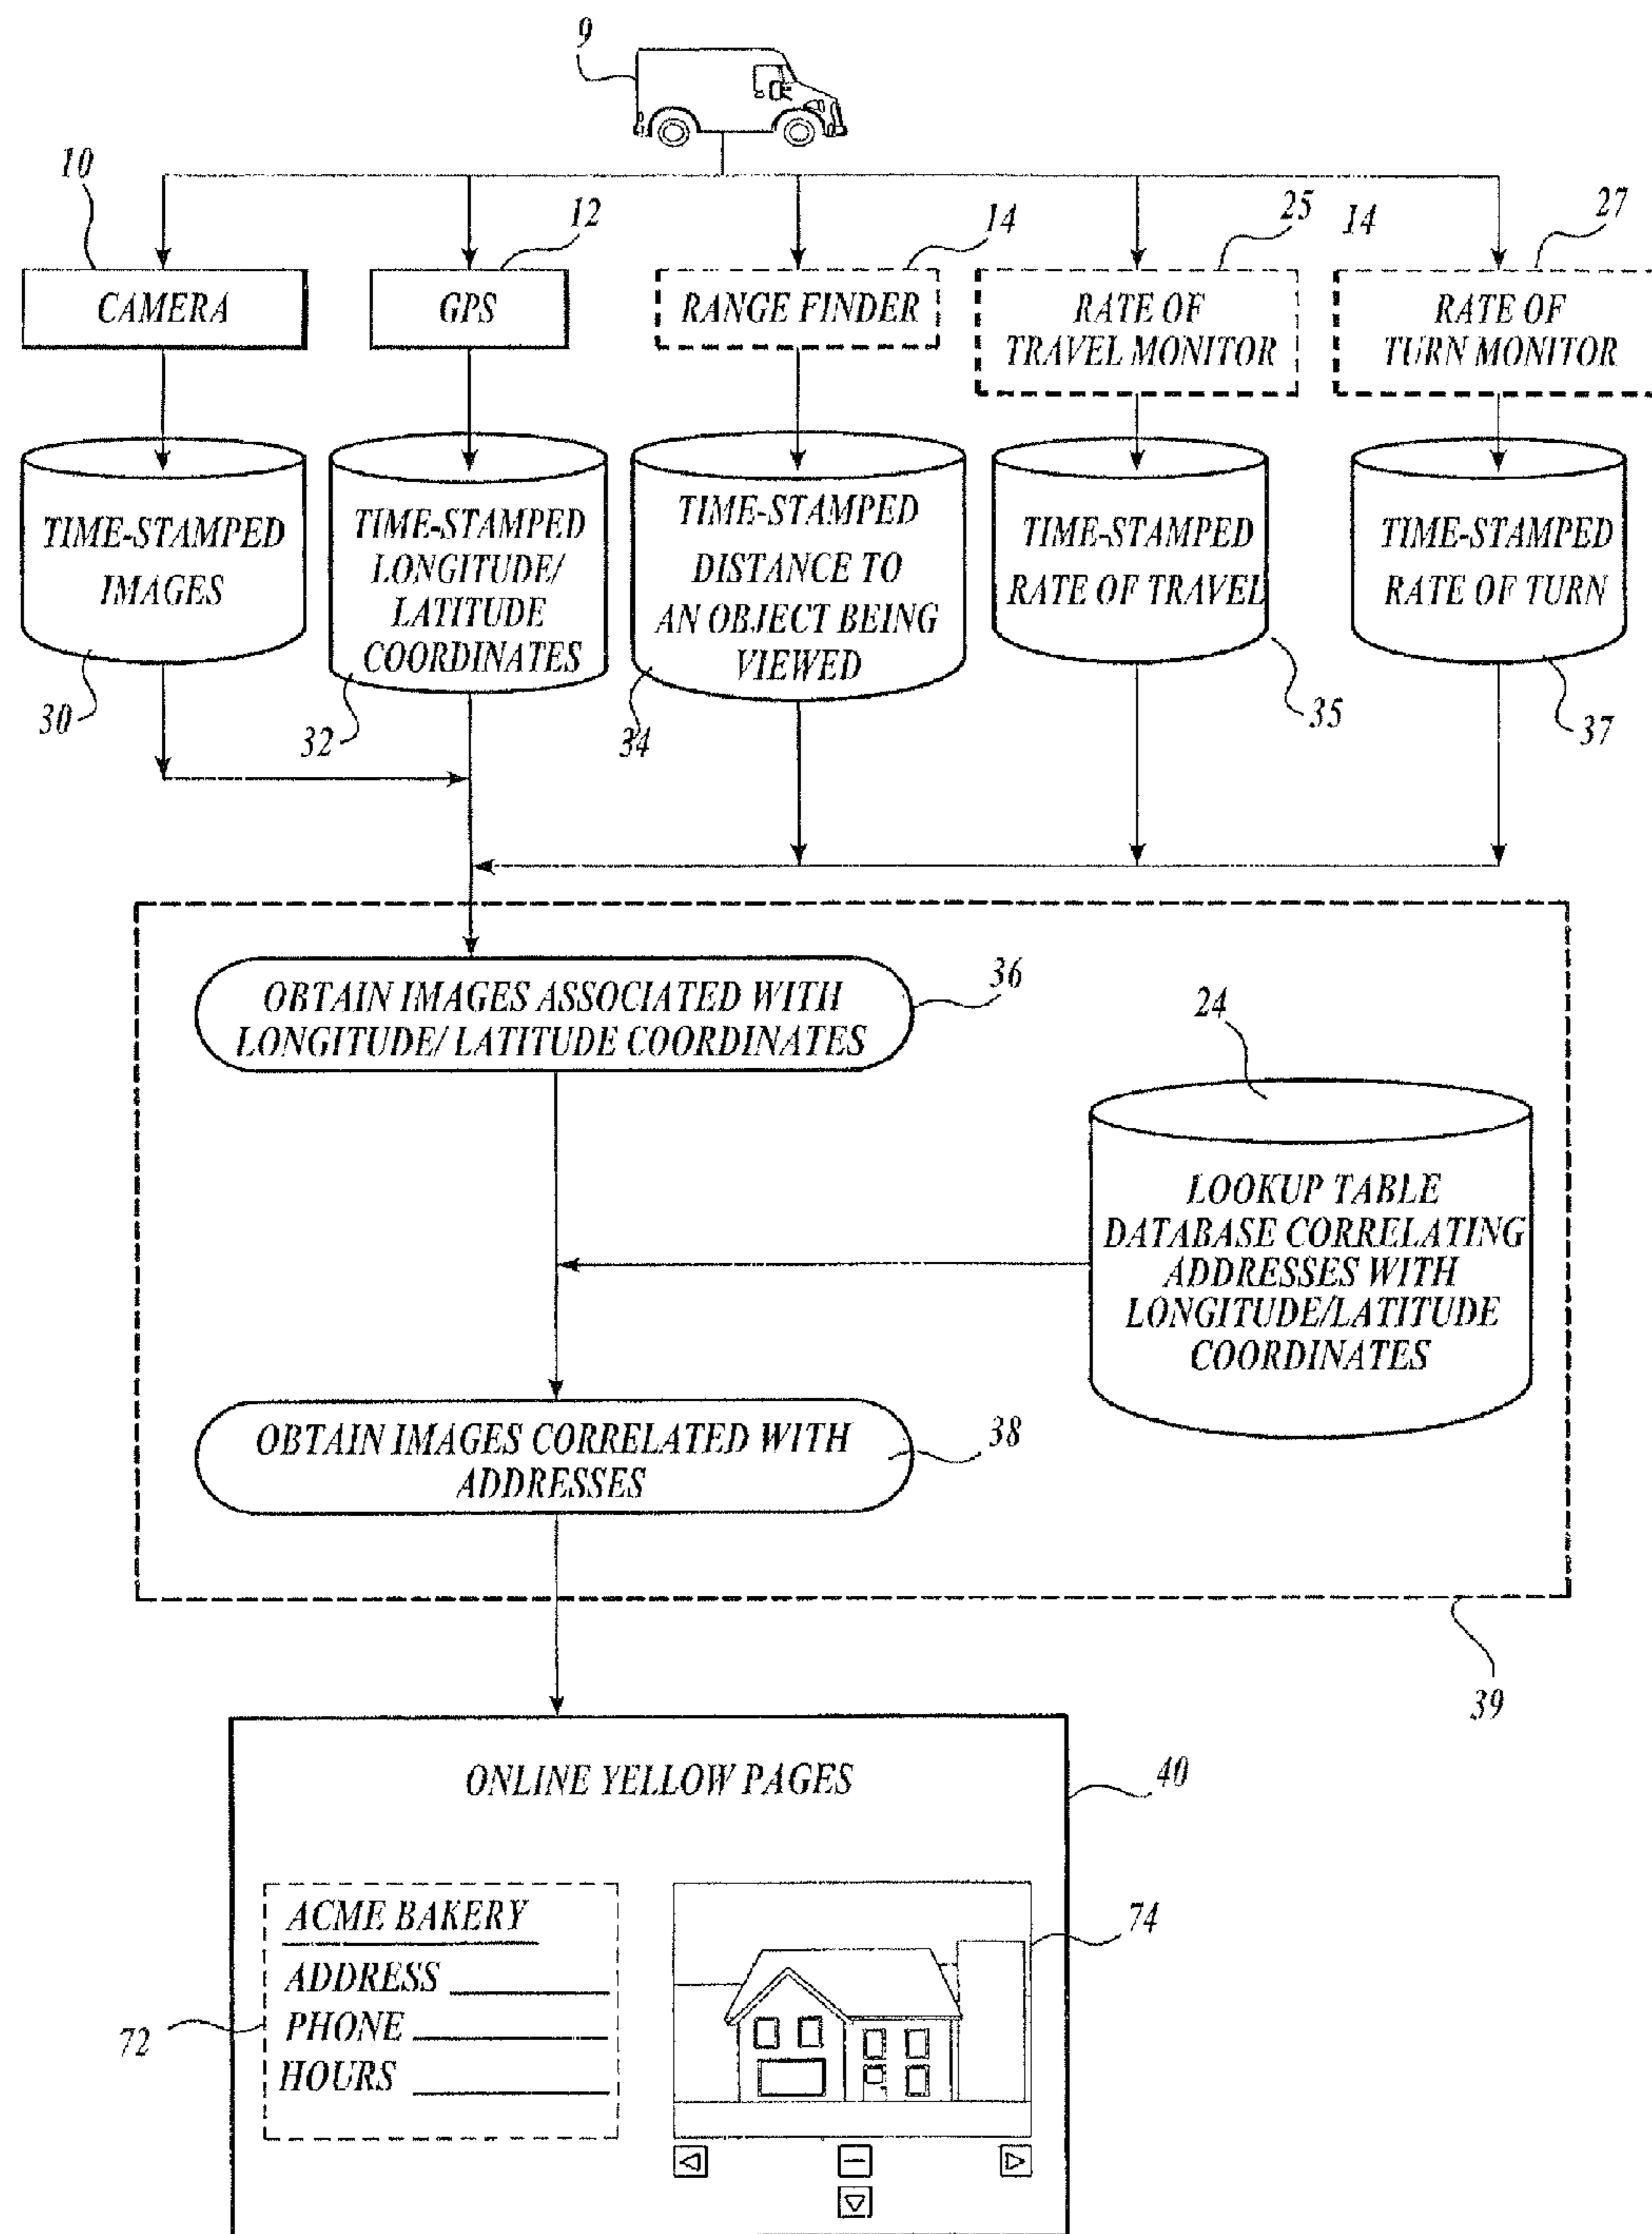 9
10
12
14
25
14
27
CAMERA
GPS
RANGE FINDER
RATE OF
TRAVEL MONITOR
RATE OF
TURN MONITOR
TIME-STAMPED
IMAGES
TIME-STAMPED
LONGITUDE/
LATITUDE
COORDINATES
TIME-STAMPED
DISTANCE TO
AN OBJECT BEING
VIEWED
TIME-STAMPED
RATE OF TRAVEL
TIME-STAMPED
RATE OF TURN
30
32
34
35
37
OBTAIN IMAGES ASSOCIATED WITH
LONGITUDE/ LATITUDE COORDINATES
36
24
LOOKUP TABLE
DATABASE CORRELATING
ADDRESSES WITH
LONGITUDE/LATITUDE
COORDINATES
OBTAIN IMAGES CORRELATED WITH
ADDRESSES
38
39
ONLINE YELLOW PAGES
40
ACME BAKERY
ADDRESS
PHONE
HOURS
72
74